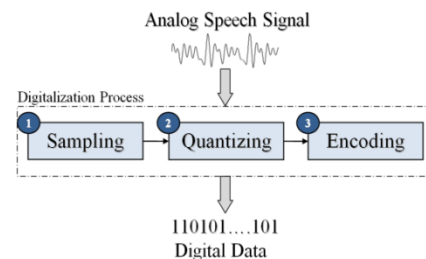 Analog Speech Signal
Digitalization Process
1 2 3
Sampling Quantizing Encoding
110101....101
Digital Data